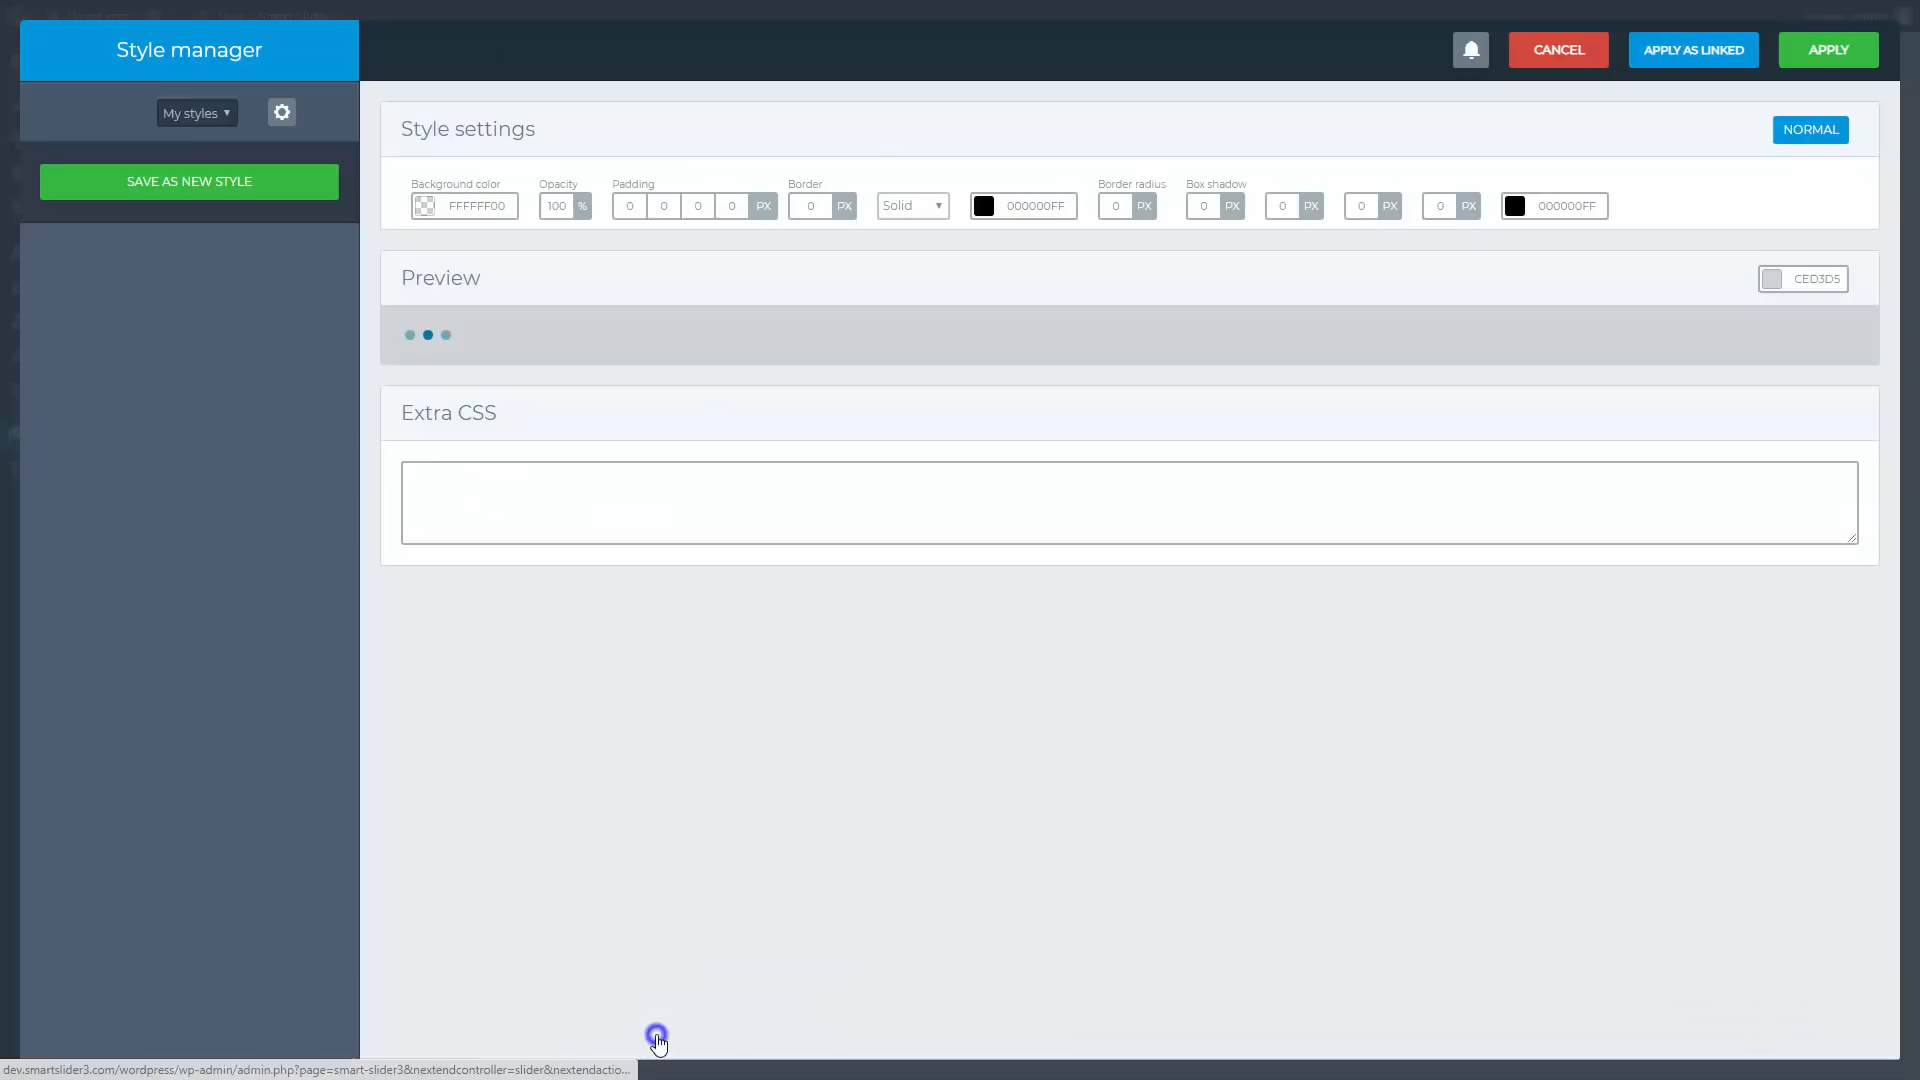 Style manager
CANCEL
APPLY AS LINKED
APPLY
My styles
SAVE AS NEW STYLE
Style settings
NORMAL
Background color Opacity Padding Border Border radius Box shadow
FFFFFF00 100 % 0 0 0 0 PX 0 PX Solid 000000FF 0 PX 0 PX 0 PX 0 PX 0 PX 000000FF
Preview
CED3D5
Extra CSS
dev.smartslider3.com/wordpress/wp-admin/admin.php?page=smart-slider3&nextendcontroller=slider&nextendactio...